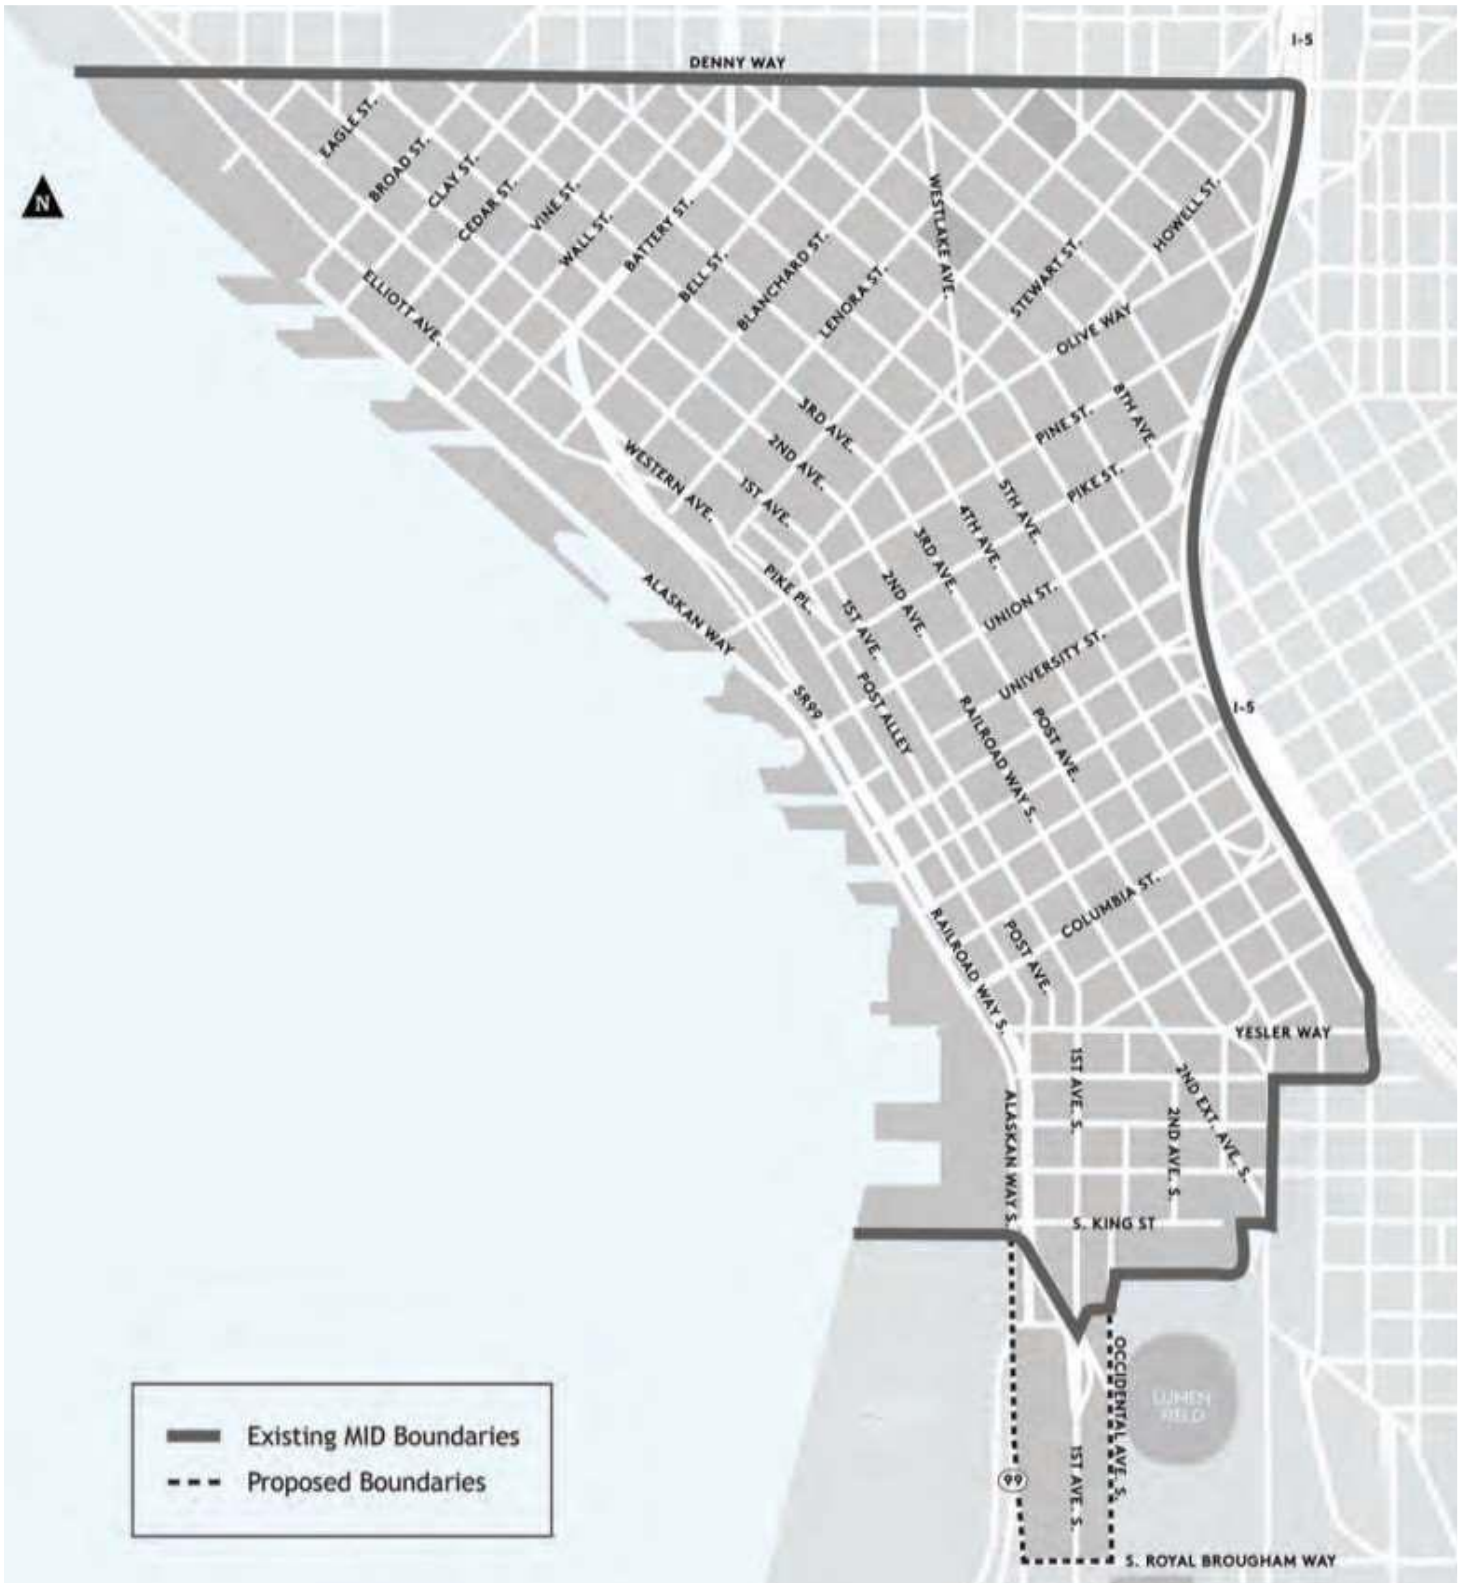 I-5
DENNY WAY
N
EAGLE ST.
BROAD ST.
CLAY ST.
CEDAR ST.
VINE ST.
WALL ST.
BATTERY ST.
BELL ST.
BLANCHARD ST.
LENORA ST.
WESTLAKE AVE.
STEWART ST.
HOWELL ST.
OLIVE WAY
ELLIOTT AVE.
3RD AVE.
2ND AVE.
1ST AVE.
WESTERN AVE.
PINE ST.
8TH AVE.
PIKE ST.
5TH AVE.
4TH AVE.
3RD AVE.
2ND AVE.
1ST AVE.
PIKE PL.
ALASKAN WAY
UNION ST.
UNIVERSITY ST.
SR99
POST ALLEY
RAILROAD WAY S.
POST AVE.
I-5
COLUMBIA ST.
RAILROAD WAY S.
POST AVE.
YESLER WAY
1ST AVE. S.
2ND EXT. AVE. S.
2ND AVE. S.
ALASKAN WAY S.
S. KING ST
OCCIDENTAL AVE. S.
LUMEN
FIELD
1ST AVE. S.
99
S. ROYAL BROUGHAM WAY
Existing MID Boundaries
Proposed Boundaries